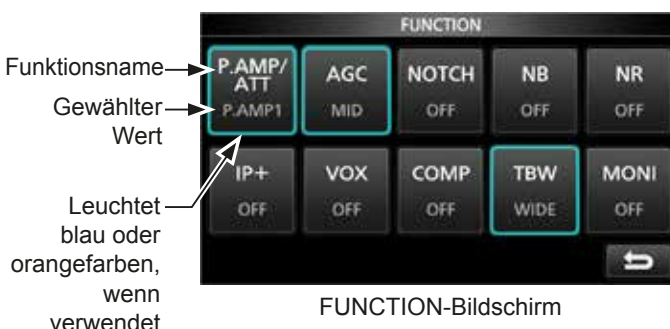 FUNCTION
Funktionsname
P.AMP/
ATT
P.AMP1
AGC
MID
NOTCH
OFF
NB
OFF
NR
OFF
Gewählter
Wert
IP+
OFF
VOX
OFF
COMP
OFF
TBW
WIDE
MONI
OFF
Leuchtet
blau oder
orangefarben,
wenn
verwendet
FUNCTION-Bildschirm